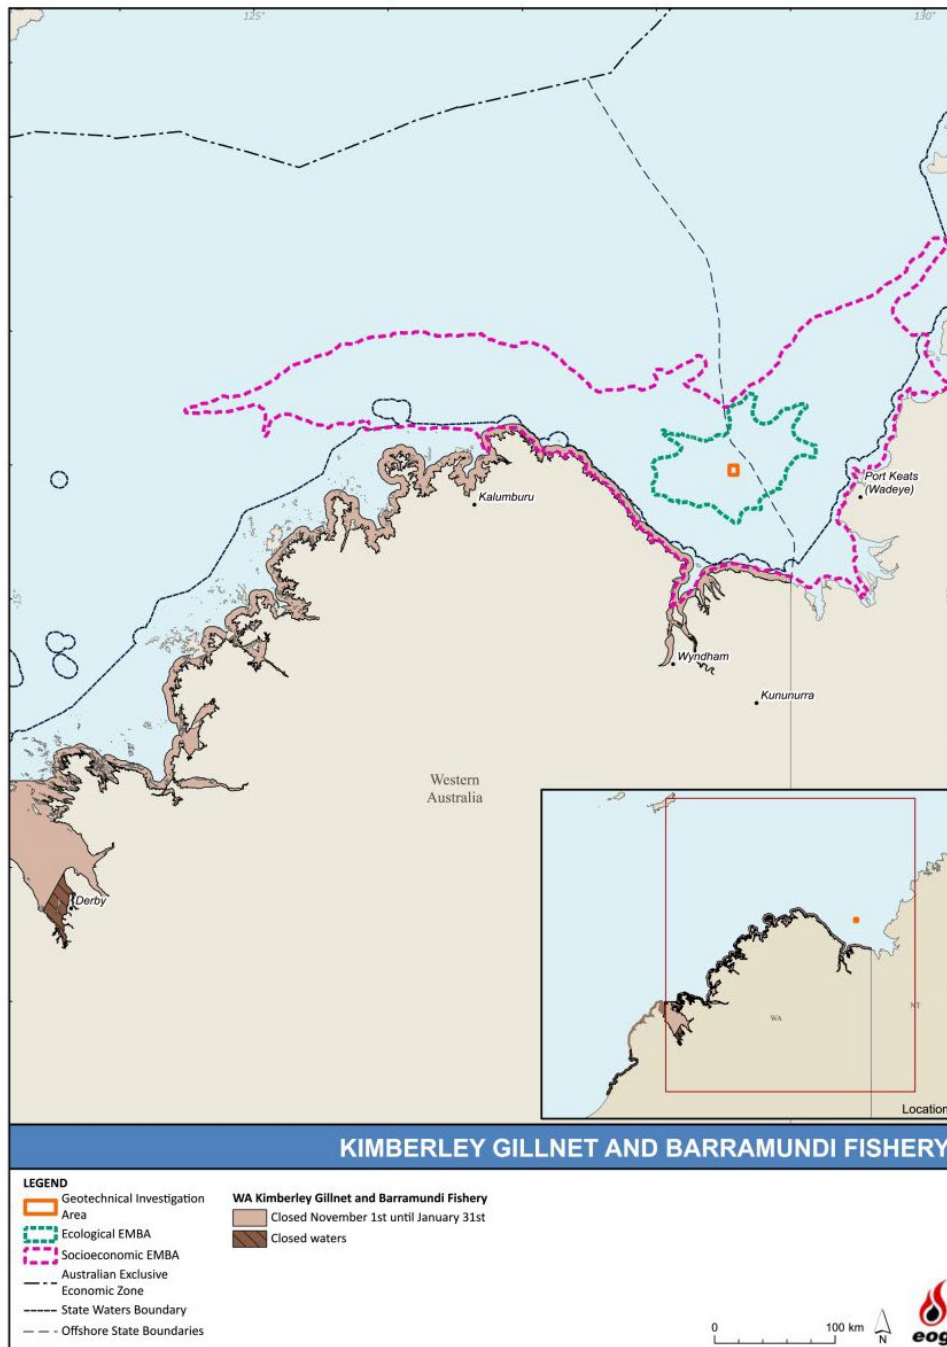 125°
130°
Kalumburu
Port Keats
(Wadeye)
-15°
Wyndham
Kununurra
Western
Australia
Derby
WA
NT
Location
KIMBERLEY GILLNET AND BARRAMUNDI FISHERY
LEGEND
Geotechnical Investigation
Area
Ecological EMBA
Socioeconomic EMBA
Australian Exclusive
Economic Zone
State Waters Boundary
Offshore State Boundaries
WA Kimberley Gillnet and Barramundi Fishery
Closed November 1st until January 31st
Closed waters
0 100 km
N
eog